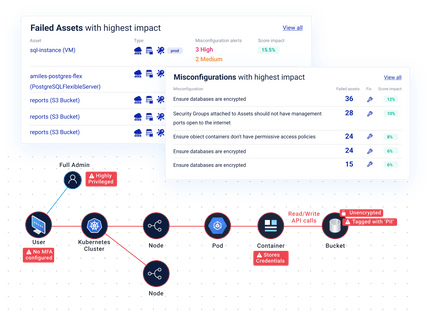 Failed Assets with highest impact
View all
Asset
Type
Misconfiguration alerts
Score impact
sql-instance (VM)
prod
3 High
2 Medium
15.5%
amiles-postgres-flex
(PostgreSQLFlexibleServer)
reports (S3 Bucket)
reports (S3 Bucket)
reports (S3 Bucket)
Misconfigurations with highest impact
View all
Misconfiguration
Failed assets
Fix
Score impact
Ensure databases are encrypted
36
12%
Security Groups attached to Assets should not have management
ports open to the internet
28
10%
Ensure object containers don't have permissive access policies
24
8%
Ensure databases are encrypted
24
6%
Ensure databases are encrypted
15
6%
Full Admin
Highly
Privileged
User
No MFA
configured
Kubernetes
Cluster
Node
Node
Pod
Container
Stores
Credentials
Read/Write
API calls
Unencrypted
Tagged with "PII"
Bucket